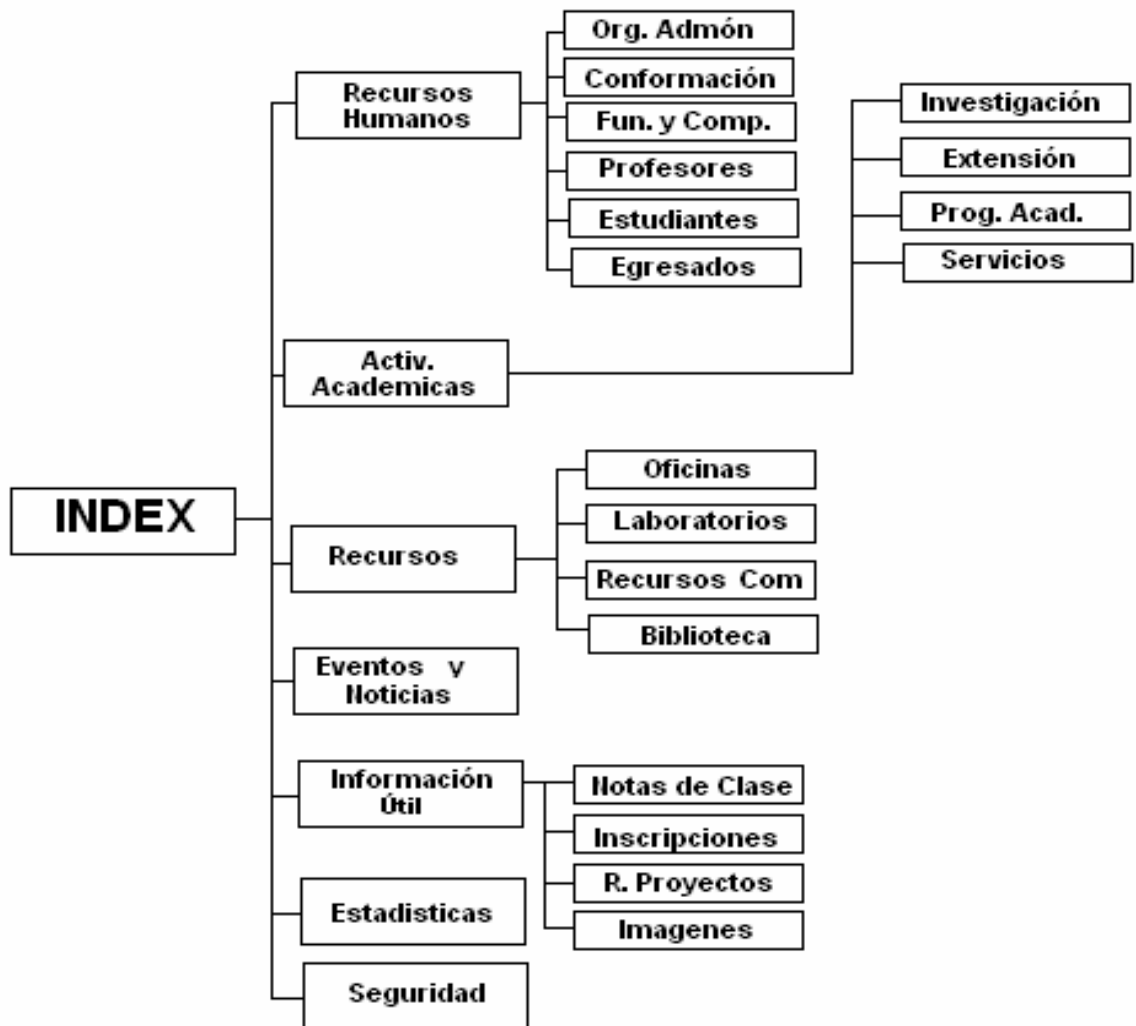 INDEX
Recursos
Humanos
Org. Admón
Conformación
Fun. y Comp.
Profesores
Estudiantes
Egresados
Activ.
Academicas
Investigación
Extensión
Prog. Acad.
Servicios
Recursos
Oficinas
Laboratorios
Recursos Com
Biblioteca
Eventos y
Noticias
Información
Útil
Notas de Clase
Inscripciones
R. Proyectos
Imagenes
Estadisticas
Seguridad